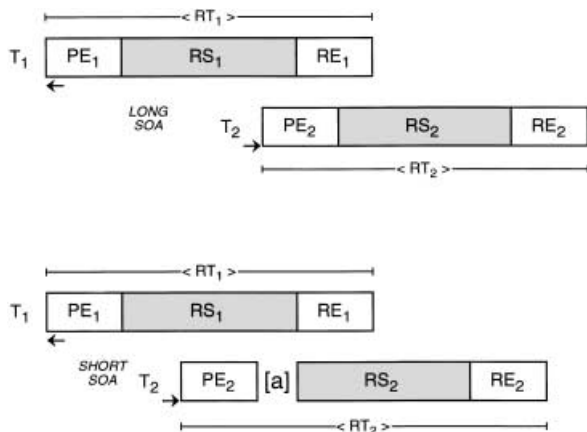 < RT₁ >
T₁ PE₁ RS₁ RE₁
LONG
SOA
T₂ PE₂ RS₂ RE₂
< RT₂ >
< RT₁ >
T₁ PE₁ RS₁ RE₁
SHORT
SOA
T₂ PE₂ [a] RS₂ RE₂
< RT₂ >